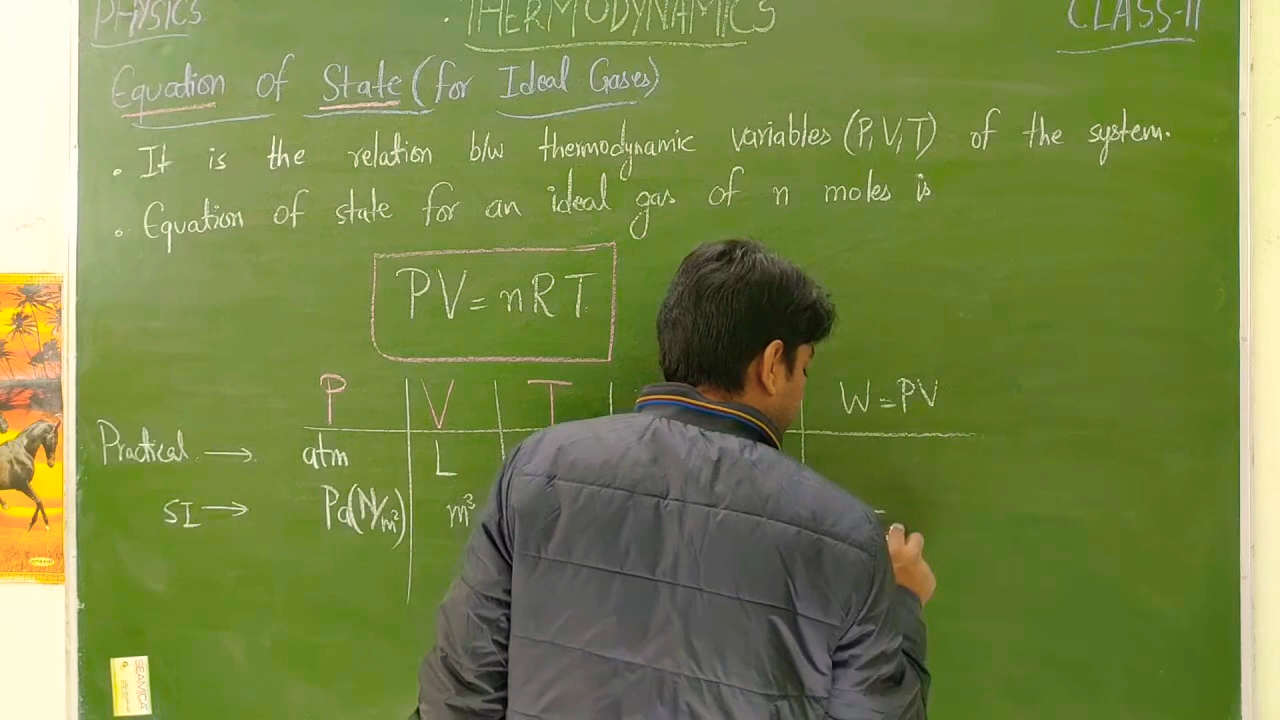 PHYSICS THERMODYNAMICS CLASS-11
Equation of State (for Ideal Gases)
• It is the relation b/w thermodynamic variables (P,V,T) of the system.
• Equation of state for an ideal gas of n moles is
PV = nRT
P V T W = PV
Practical → atm L
SI → Pa(N/m²) m³
SEAMICA